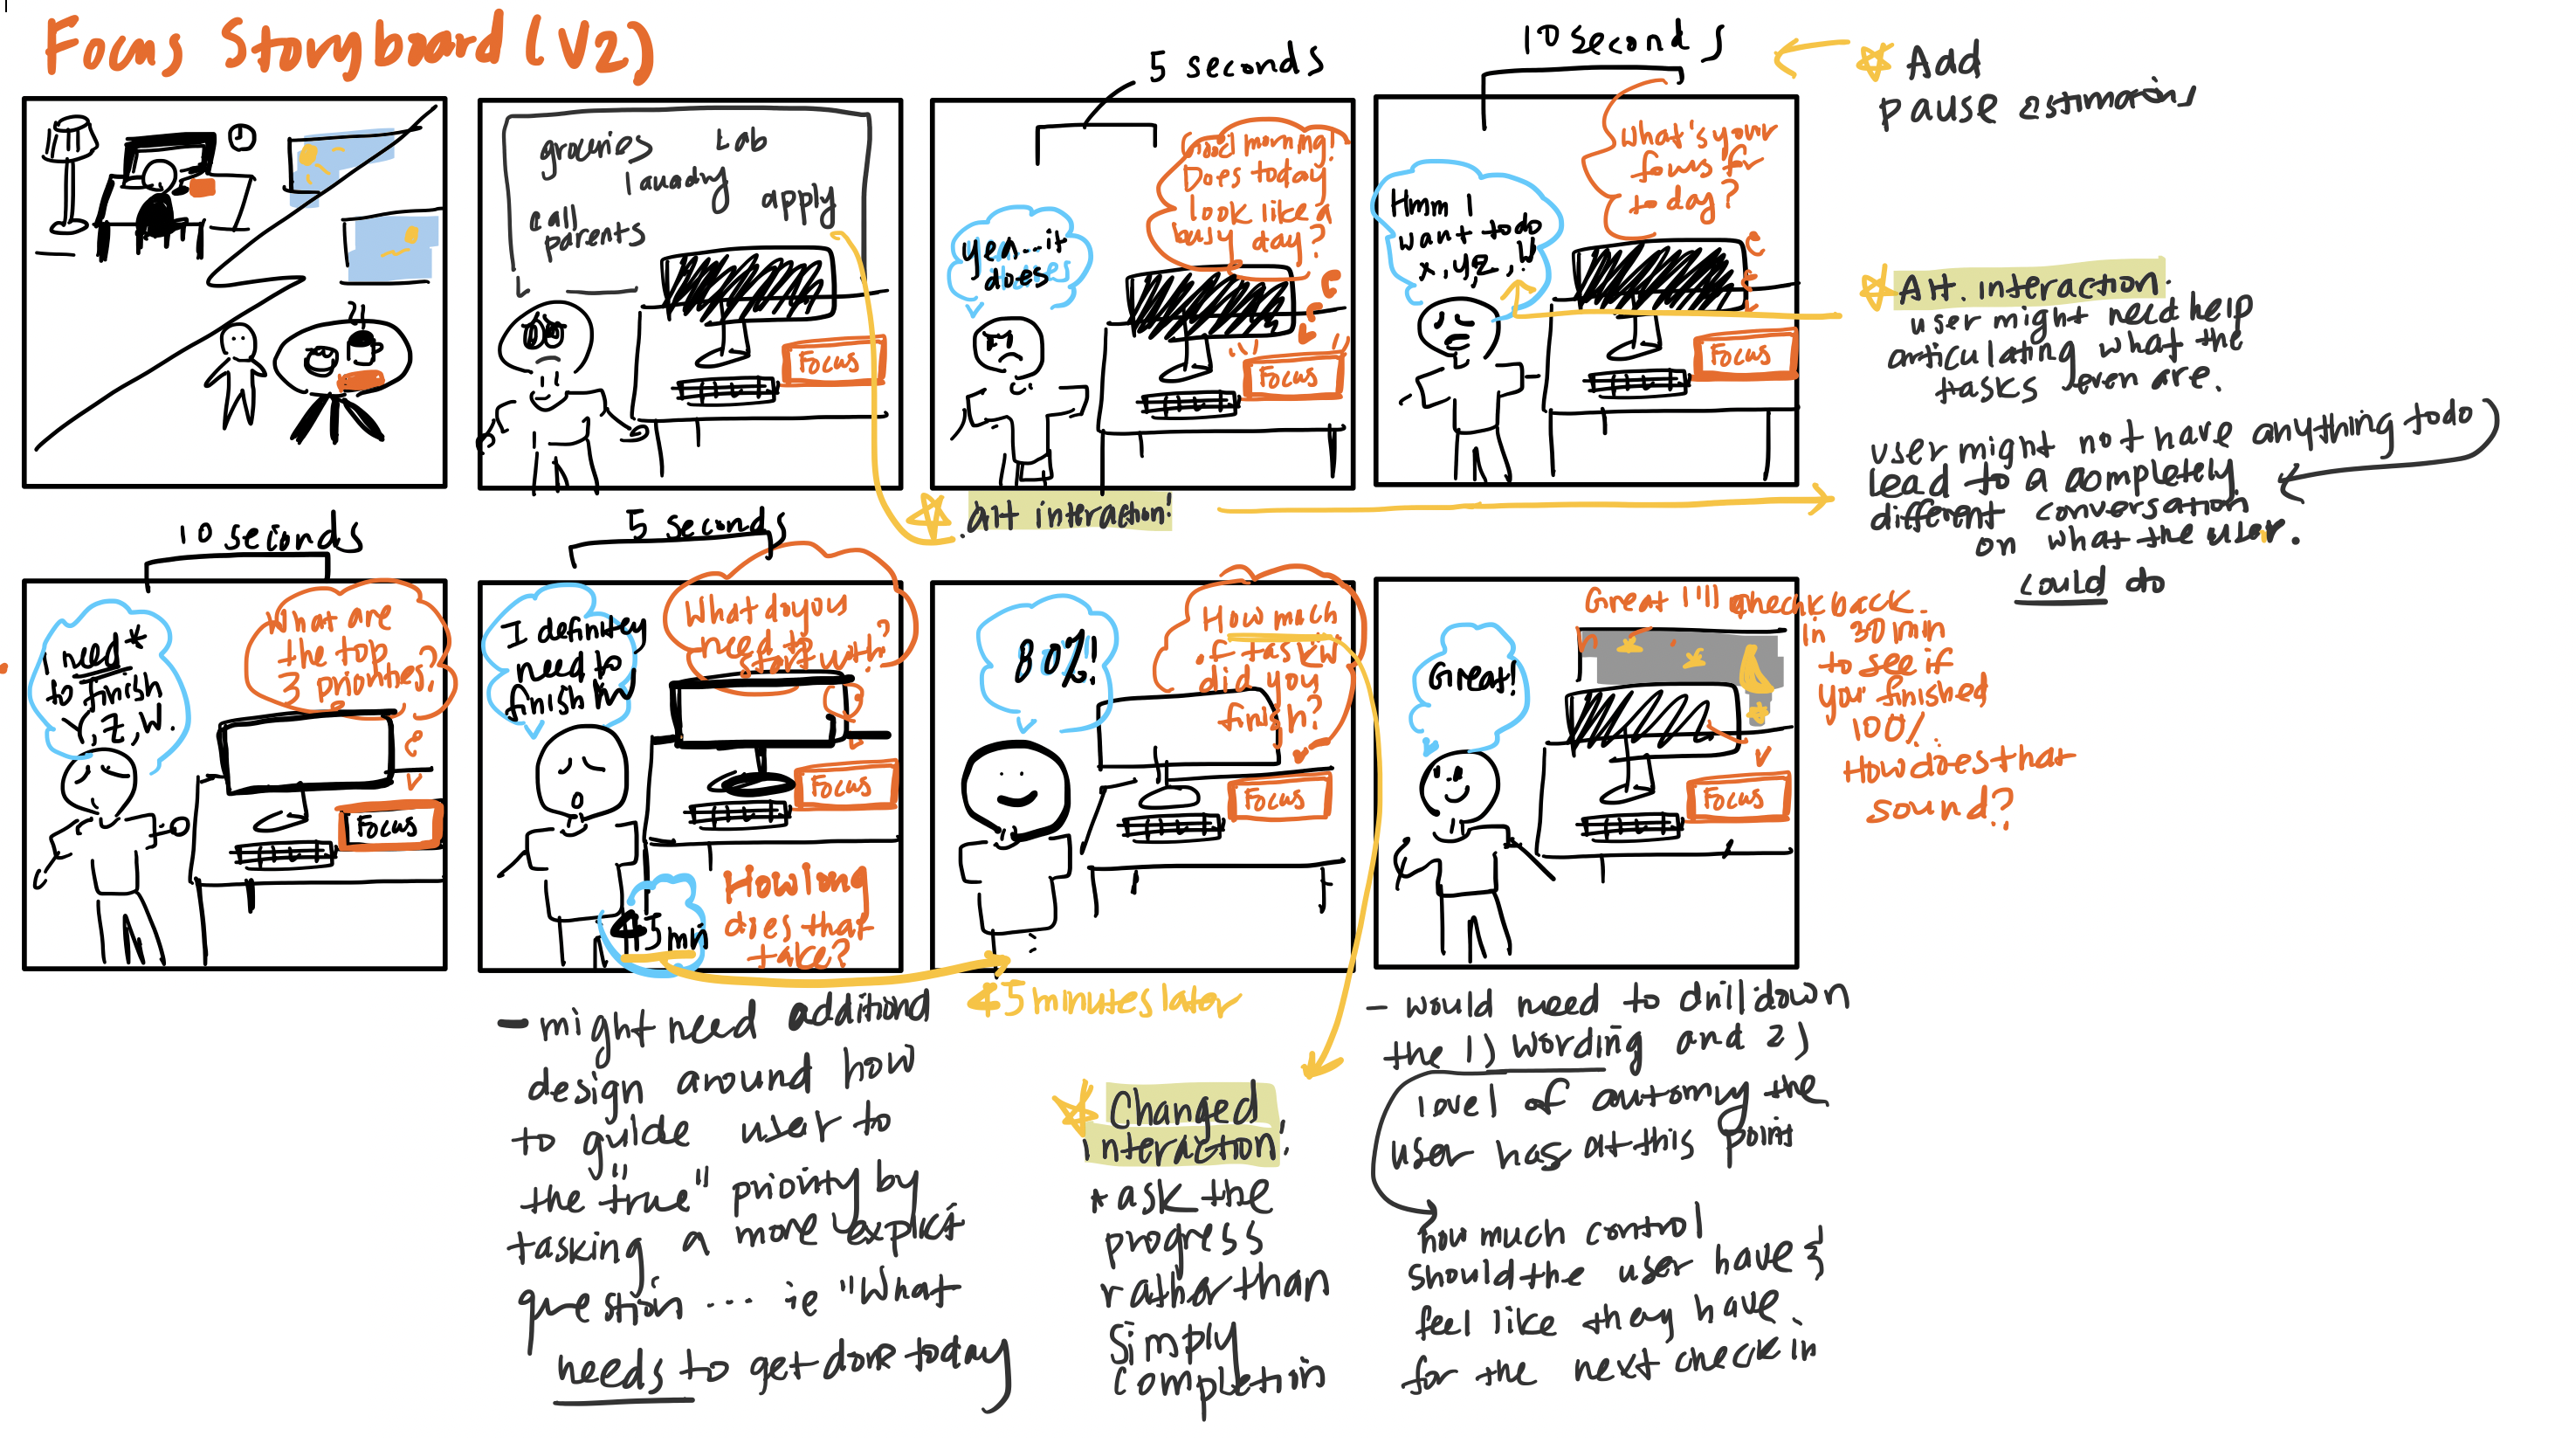 Focus Storyboard (V2)
5 seconds
10 seconds
Add
pause estimations
groceries
Lab
laundry
apply
call
parents
Focus
yea...it
does
Good morning!
Does today
look like a
busy day?
Focus
Hmm I
want to do
x, y, z, W
What's your
focus for
today?
Focus
Alt. interaction:
user might need help
articulating what the
tasks even are.
user might not have anything todo
Lead to a completely
different conversation
on what the user.
could do
alt interaction!
10 seconds
5 seconds
I need*
to finish
Y, Z, W.
What are
the top
3 priorities?
Focus
I definitely
need to
finish W
What do you
need to
start with?
Focus
45 min
How long
does that
take?
80%!
How much
of task W
did you
finish?
Focus
Great!
Great I'll check back
in 30 min
to see if
you finished
100%
How does that
sound?
Focus
45 minutes later
- might need additional
design around how
to guide user to
the "true" priority by
tasking a more explict
question ... ie "What
needs to get done today
Changed
interaction:
* ask the
progress
rather than
simply
completion
- would need to drill down
the 1) wording and 2)
level of automy the
user has at this point
how much control
should the user have &
feel like they have
for the next check in